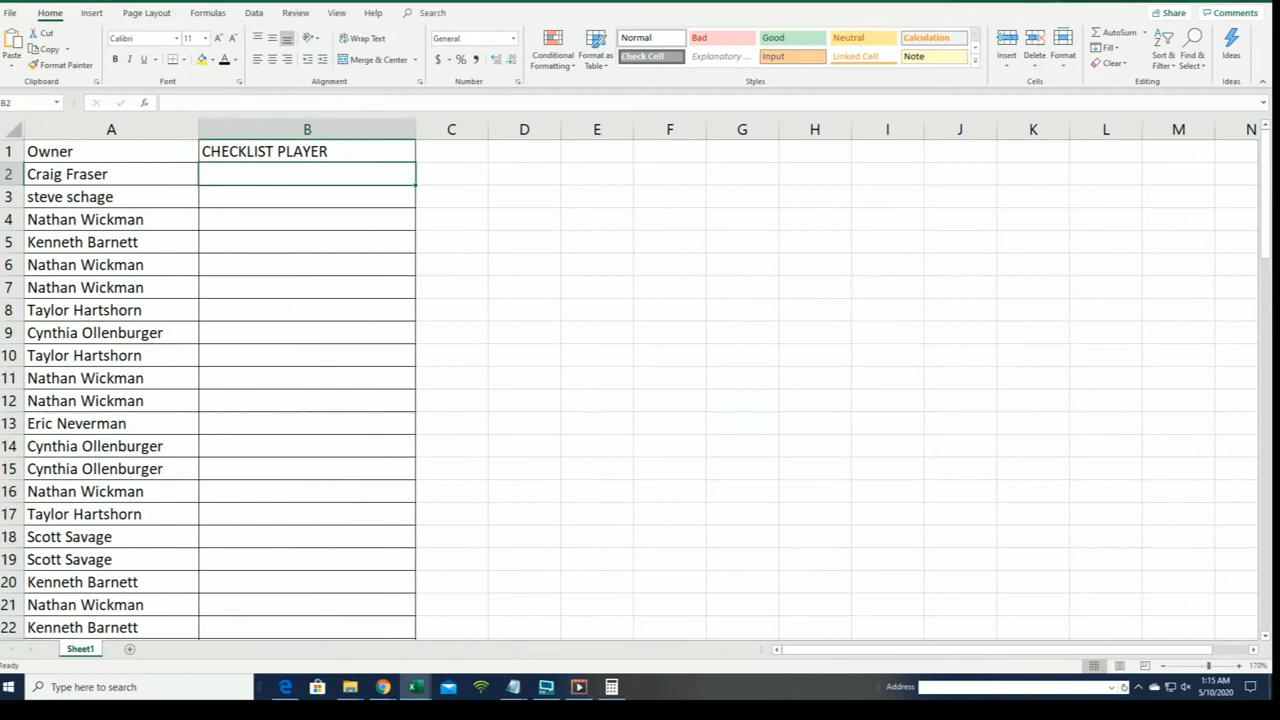 File Home Insert Page Layout Formulas Data Review View Help Search Share Comments
Cut
Copy
Format Painter
Paste
Clipboard
Calibri 11 A A
B I U A
Font
Wrap Text
Merge & Center
Alignment
General
$ % ,
Number
Conditional Formatting
Format as Table
Normal Bad Good Neutral Calculation
Check Cell Explanatory ... Input Linked Cell Note
Styles
Insert Delete Format
Cells
AutoSum
Fill
Clear
Sort & Filter
Find & Select
Editing
Ideas
Ideas
B2 fx
A B C D E F G H I J K L M N
1 Owner CHECKLIST PLAYER
2 Craig Fraser
3 steve schage
4 Nathan Wickman
5 Kenneth Barnett
6 Nathan Wickman
7 Nathan Wickman
8 Taylor Hartshorn
9 Cynthia Ollenburger
10 Taylor Hartshorn
11 Nathan Wickman
12 Nathan Wickman
13 Eric Neverman
14 Cynthia Ollenburger
15 Cynthia Ollenburger
16 Nathan Wickman
17 Taylor Hartshorn
18 Scott Savage
19 Scott Savage
20 Kenneth Barnett
21 Nathan Wickman
22 Kenneth Barnett
Sheet1
Ready 170%
Type here to search Address 1:15 AM
5/10/2020